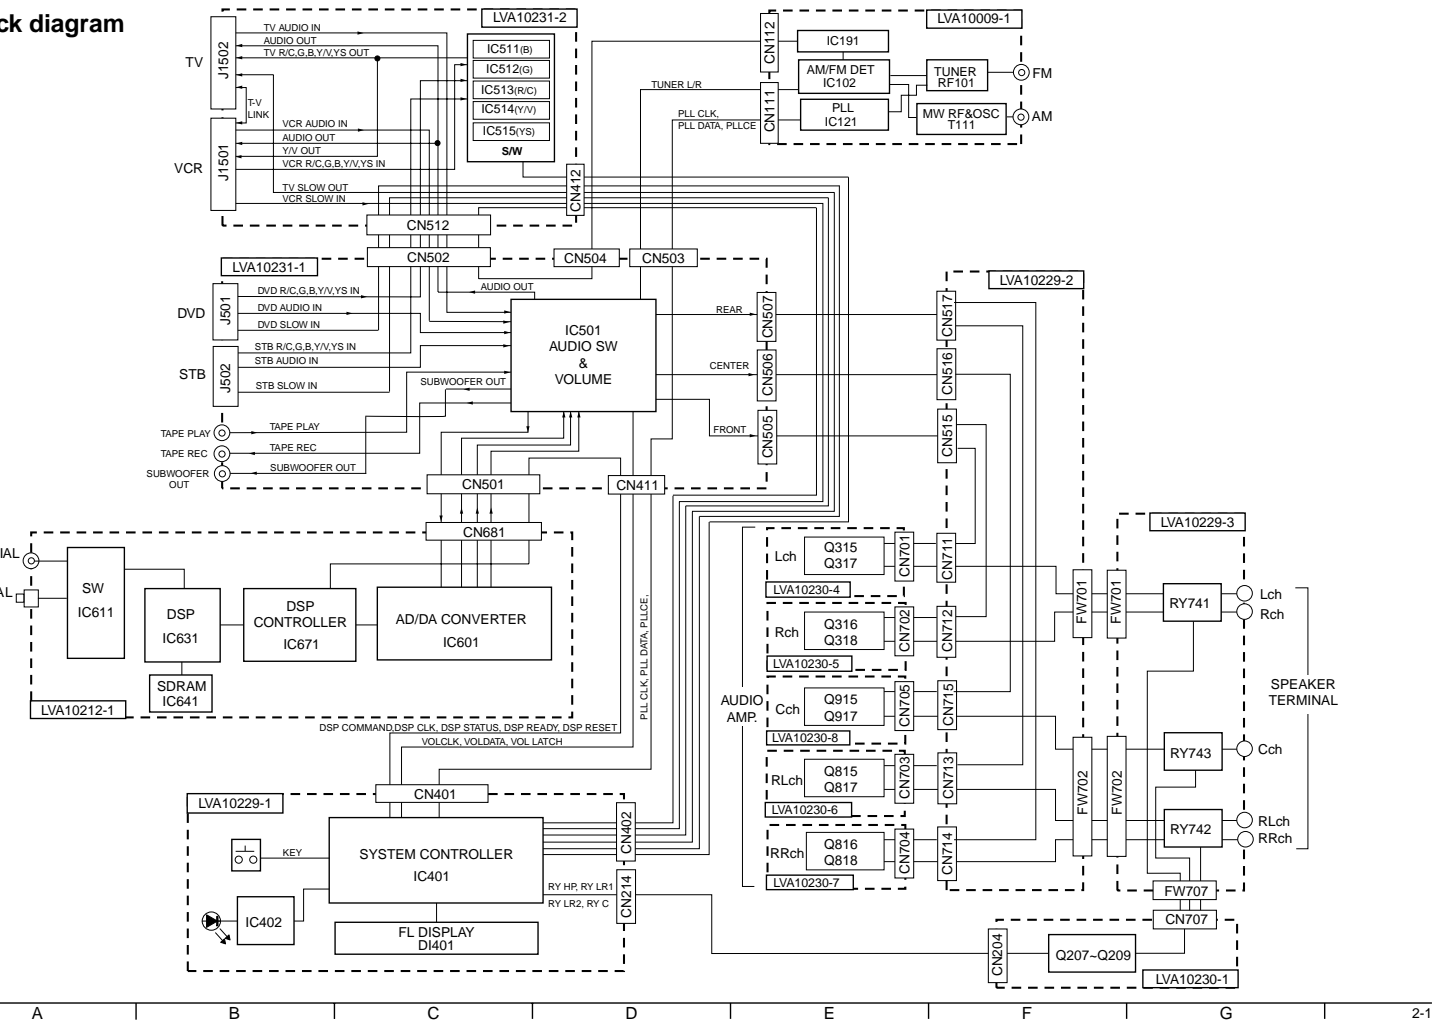 ck diagram
LVA10231-2
TV AUDIO IN
AUDIO OUT
TV R/C,G,B,Y/V,YS OUT
TV
J1502
T-V
LINK
VCR AUDIO IN
AUDIO OUT
Y/V OUT
VCR R/C,G,B,Y/V,YS IN
VCR
J1501
TV SLOW OUT
VCR SLOW IN
IC511(B)
IC512(G)
IC513(R/C)
IC514(Y/V)
IC515(YS)
S/W
CN412
CN512
CN112
CN111
LVA10009-1
IC191
AM/FM DET
IC102
TUNER
RF101
PLL
IC121
MW RF&OSC
T111
FM
AM
TUNER L/R
PLL CLK,
PLL DATA, PLLCE
CN502
CN504
CN503
LVA10231-1
DVD
J501
DVD R/C,G,B,Y/V,YS IN
DVD AUDIO IN
DVD SLOW IN
STB
J502
STB R/C,G,B,Y/V,YS IN
STB AUDIO IN
STB SLOW IN
AUDIO OUT
SUBWOOFER OUT
IC501
AUDIO SW
&
VOLUME
TAPE PLAY
TAPE PLAY
TAPE REC
TAPE REC
SUBWOOFER
OUT
SUBWOOFER OUT
REAR
CN507
CENTER
CN506
FRONT
CN505
CN501
CN411
LVA10229-2
CN517
CN516
CN515
CN681
IAL
AL
SW
IC611
DSP
IC631
DSP
CONTROLLER
IC671
AD/DA CONVERTER
IC601
SDRAM
IC641
LVA10212-1
PLL CLK, PLL DATA, PLLCE,
DSP COMMAND,DSP CLK, DSP STATUS, DSP READY, DSP RESET
VOLCLK, VOLDATA, VOL LATCH
AUDIO
AMP.
Lch
Q315
Q317
CN701
CN711
LVA10230-4
Rch
Q316
Q318
CN702
CN712
LVA10230-5
Cch
Q915
Q917
CN705
CN715
LVA10230-8
RLch
Q815
Q817
CN703
CN713
LVA10230-6
RRch
Q816
Q818
CN704
CN714
LVA10230-7
FW701
FW701
FW702
FW702
LVA10229-3
RY741
Lch
Rch
RY743
Cch
RY742
RLch
RRch
SPEAKER
TERMINAL
FW707
CN707
CN204
Q207~Q209
LVA10230-1
LVA10229-1
CN401
CN402
KEY
SYSTEM CONTROLLER
IC401
IC402
FL DISPLAY
DI401
RY HP, RY LR1
RY LR2, RY C
CN214
A
B
C
D
E
F
G
2-1